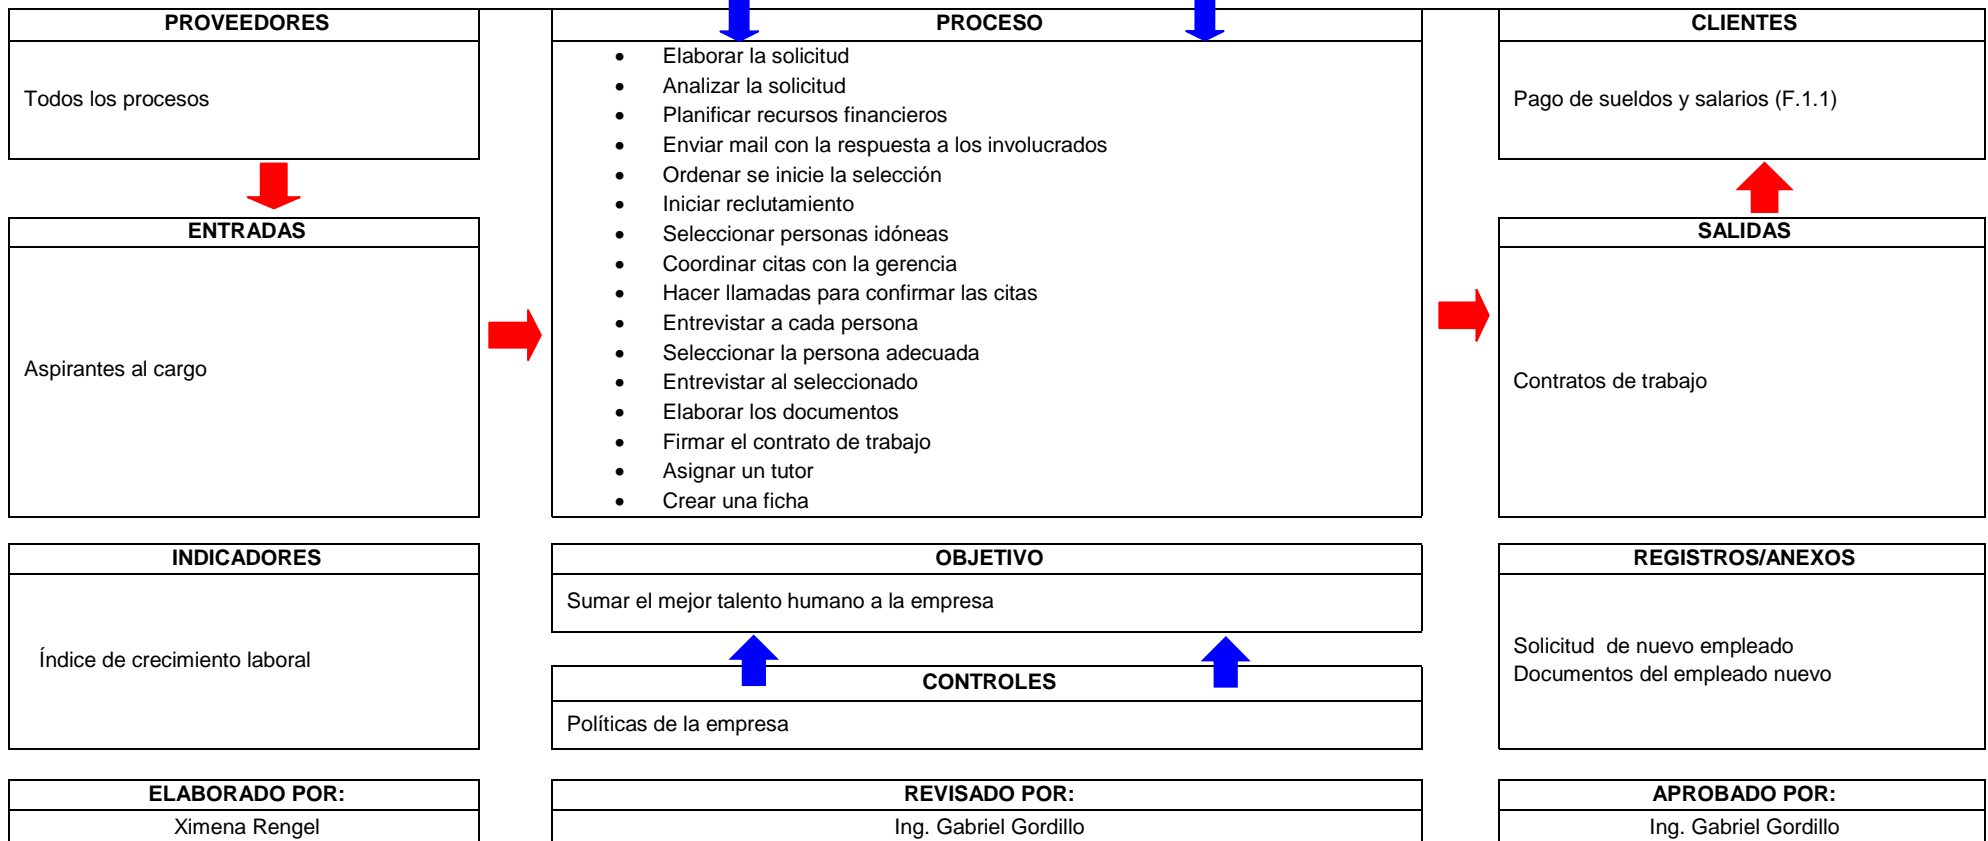 PROVEEDORES
Todos los procesos
ENTRADAS
Aspirantes al cargo
PROCESO
• Elaborar la solicitud
• Analizar la solicitud
• Planificar recursos financieros
• Enviar mail con la respuesta a los involucrados
• Ordenar se inicie la selección
• Iniciar reclutamiento
• Seleccionar personas idóneas
• Coordinar citas con la gerencia
• Hacer llamadas para confirmar las citas
• Entrevistar a cada persona
• Seleccionar la persona adecuada
• Entrevistar al seleccionado
• Elaborar los documentos
• Firmar el contrato de trabajo
• Asignar un tutor
• Crear una ficha
CLIENTES
Pago de sueldos y salarios (F.1.1)
SALIDAS
Contratos de trabajo
INDICADORES
Índice de crecimiento laboral
OBJETIVO
Sumar el mejor talento humano a la empresa
CONTROLES
Políticas de la empresa
REGISTROS/ANEXOS
Solicitud  de nuevo empleado
Documentos del empleado nuevo
ELABORADO POR:
Ximena Rengel
REVISADO POR:
Ing. Gabriel Gordillo
APROBADO POR:
Ing. Gabriel Gordillo